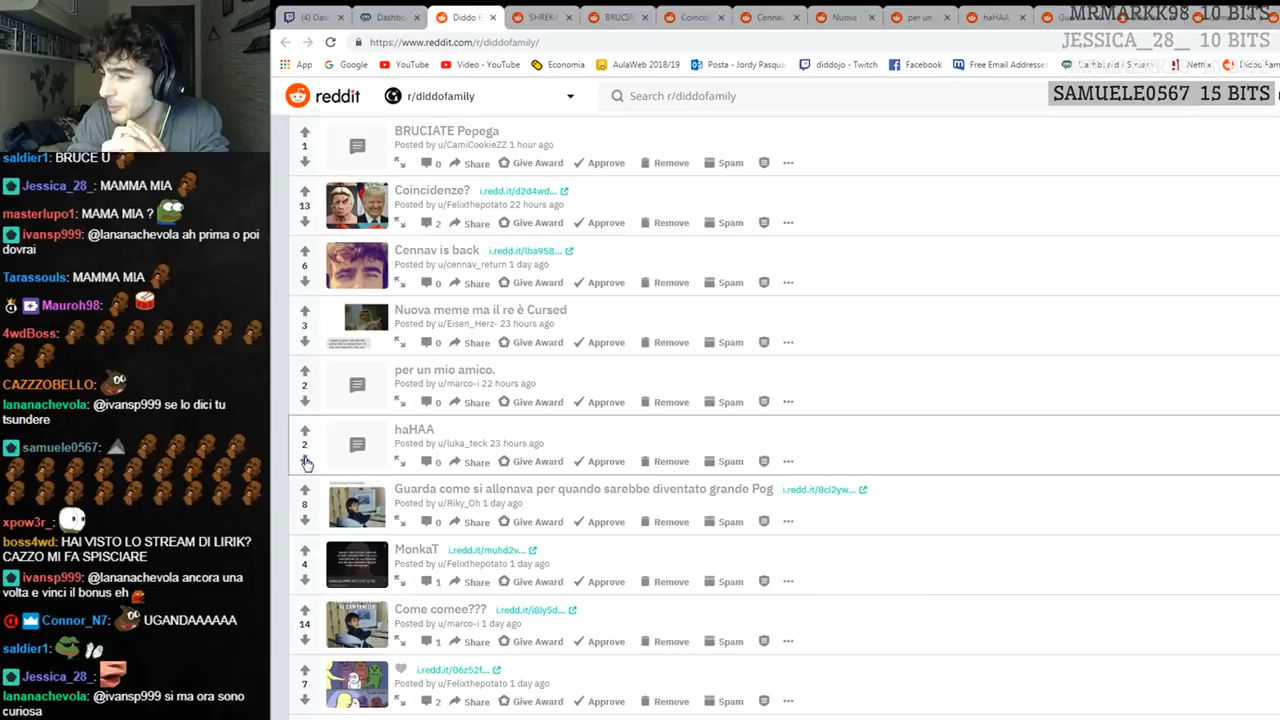 (4) Das
Dashbo
Diddo F
SHREK
BRUCIA
Coincid
Cennav
Nuova
per un
haHAA
MRMARKK98 10 BITS
JESSICA_28_ 10 BITS
SAMUELE0567 15 BITS
https://www.reddit.com/r/diddofamily/
App
Google
YouTube
Video - YouTube
Economia
AulaWeb 2018/19
Posta - Jordy Pasqua
diddojo - Twitch
Facebook
Free Email Addresse
Netflix
reddit
r/diddofamily
Search r/diddofamily
saldier1: BRUCE U
Jessica_28_: MAMMA MIA
masterlupo1: MAMA MIA ?
ivansp999: @lananachevola ah prima o poi
dovrai
Tarassouls: MAMMA MIA
Mauroh98:
4wdBoss:
CAZZZOBELLO:
lananachevola: @ivansp999 se lo dici tu
tsundere
samuele0567:
xpow3r_:
boss4wd: HAI VISTO LO STREAM DI LIRIK?
CAZZO MI FA SPISCIARE
ivansp999: @lananachevola ancora una
volta e vinci il bonus eh
Connor_N7: UGANDAAAAA
saldier1:
Jessica_28_:
lananachevola: @ivansp999 si ma ora sono
curiosa
BRUCIATE Pepega
Posted by u/CamiCookieZZ 1 hour ago
1
0 Share Give Award Approve Remove Spam
Coincidenze? i.redd.it/d2d4wd...
Posted by u/Felixthepotato 22 hours ago
13
2 Share Give Award Approve Remove Spam
Cennav is back i.redd.it/lba958...
Posted by u/cennav_return 1 day ago
6
0 Share Give Award Approve Remove Spam
Nuova meme ma il re è Cursed
Posted by u/Eisen_Herz- 23 hours ago
3
0 Share Give Award Approve Remove Spam
per un mio amico.
Posted by u/marco-i 22 hours ago
2
0 Share Give Award Approve Remove Spam
haHAA
Posted by u/luka_teck 23 hours ago
2
0 Share Give Award Approve Remove Spam
Guarda come si allenava per quando sarebbe diventato grande Pog i.redd.it/8cl2yw...
Posted by u/Riky_Oh 1 day ago
8
0 Share Give Award Approve Remove Spam
MonkaT i.redd.it/muhd2v...
Posted by u/Felixthepotato 1 day ago
4
1 Share Give Award Approve Remove Spam
Come comee??? i.redd.it/i8ly5d...
Posted by u/marco-i 1 day ago
14
1 Share Give Award Approve Remove Spam
i.redd.it/06z52f...
Posted by u/Felixthepotato 1 day ago
7
2 Share Give Award Approve Remove Spam